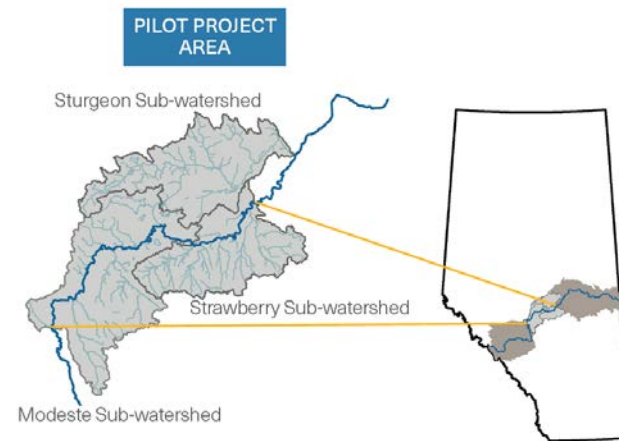 PILOT PROJECT
AREA
Sturgeon Sub-watershed
Strawberry Sub-watershed
Modeste Sub-watershed